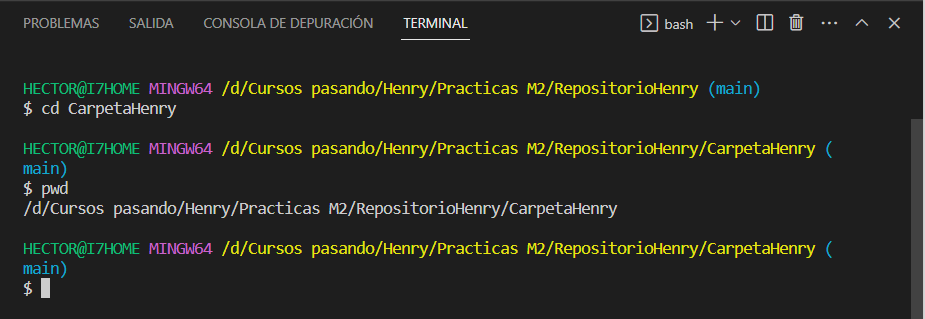 PROBLEMAS SALIDA CONSOLA DE DEPURACIÓN TERMINAL bash
HECTOR@I7HOME MINGW64 /d/Cursos pasando/Henry/Practicas M2/RepositorioHenry (main)
$ cd CarpetaHenry
HECTOR@I7HOME MINGW64 /d/Cursos pasando/Henry/Practicas M2/RepositorioHenry/CarpetaHenry (
main)
$ pwd
/d/Cursos pasando/Henry/Practicas M2/RepositorioHenry/CarpetaHenry
HECTOR@I7HOME MINGW64 /d/Cursos pasando/Henry/Practicas M2/RepositorioHenry/CarpetaHenry (
main)
$